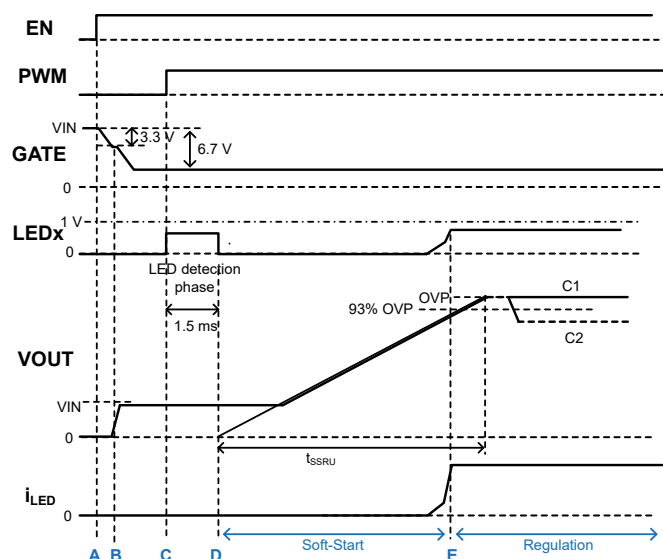 EN
PWM
VIN
3.3 V
6.7 V
GATE
0
1 V
LEDx
0
LED detection
phase
1.5 ms
OVP
C1
93% OVP
C2
VOUT
VIN
0
tSSRU
iLED
0
A B C D Soft-Start E Regulation